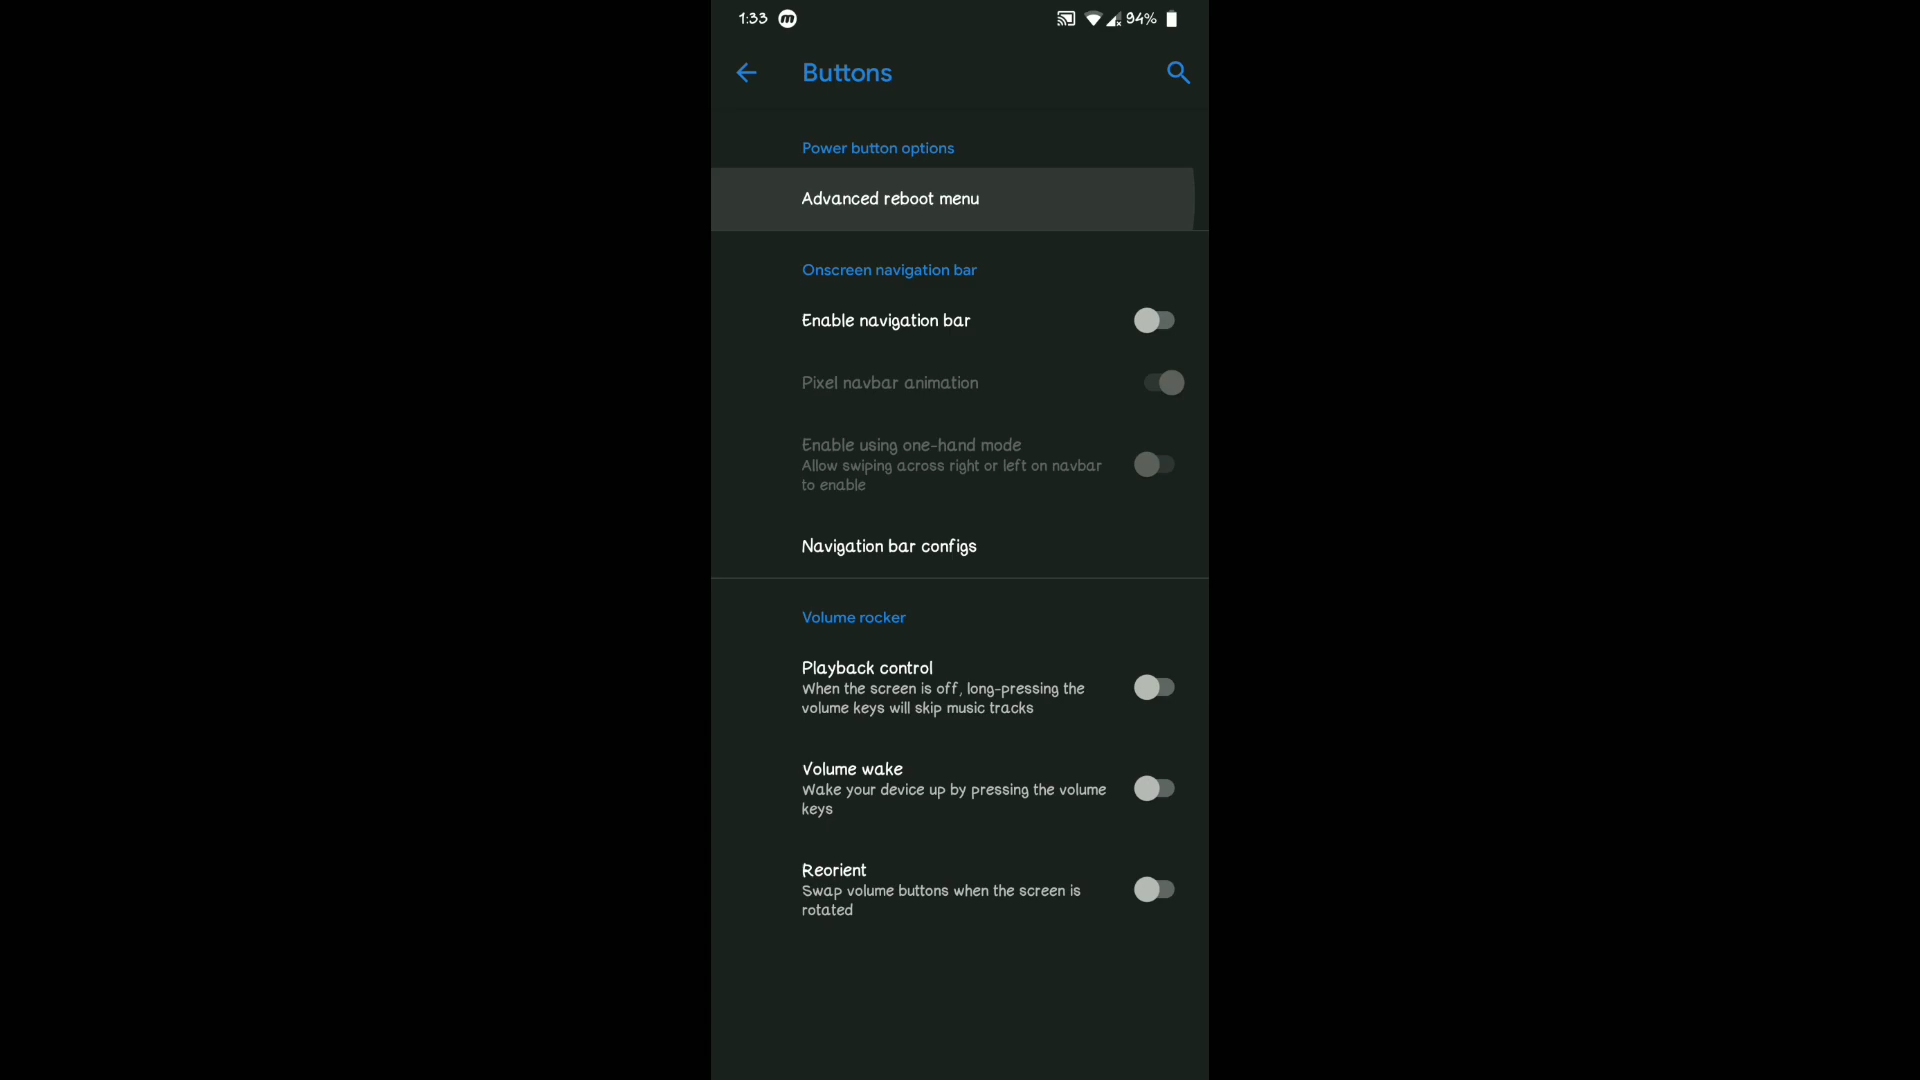 1:33
94%
Buttons
Power button options
Advanced reboot menu
Onscreen navigation bar
Enable navigation bar
Pixel navbar animation
Enable using one-hand mode
Allow swiping across right or left on navbar
to enable
Navigation bar configs
Volume rocker
Playback control
When the screen is off, long-pressing the
volume keys will skip music tracks
Volume wake
Wake your device up by pressing the volume
keys
Reorient
Swap volume buttons when the screen is
rotated